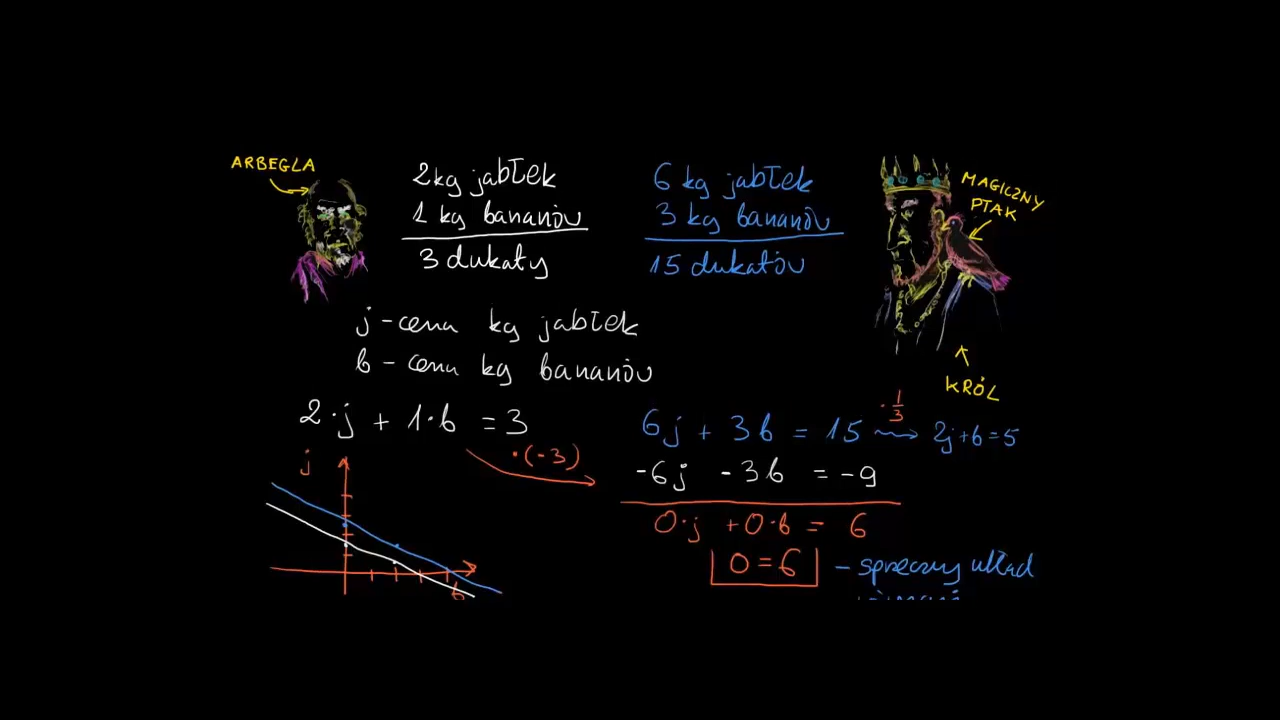 ARBEGLA
2kg jabłek
1 kg bananów
3 dukaty
6 kg jabłek
3 kg bananów
15 dukatów
MAGICZNY
PTAK
KRÓL
j - cena kg jabłek
b - cena kg bananów
2·j + 1·b = 3
·(-3)
6j + 3b = 15
·1/3
2j+b=5
-6j - 3b = -9
0·j + 0·b = 6
0 = 6
- sprzeczny układ
j
b